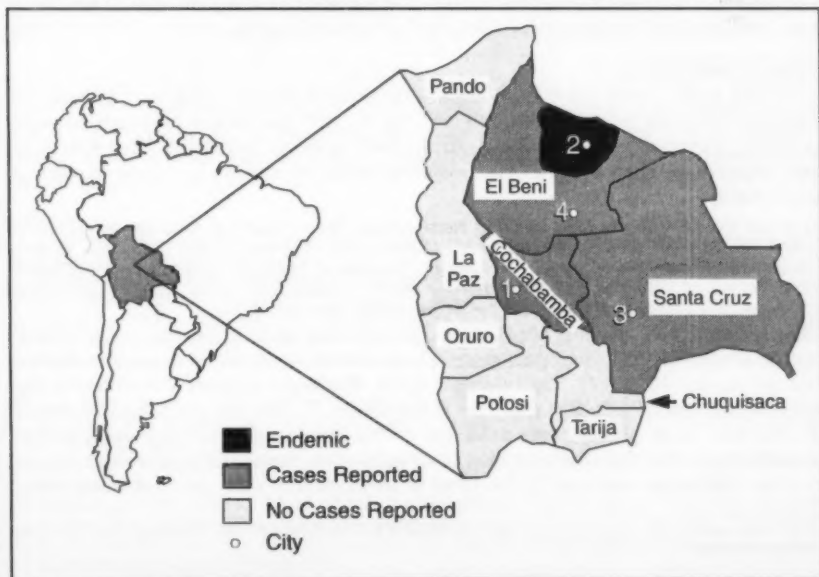 Pando
2
El Beni
4
La
Paz
Cochabamba
1
3
Santa Cruz
Oruro
Potosi
Chuquisaca
Tarija
Endemic
Cases Reported
No Cases Reported
City